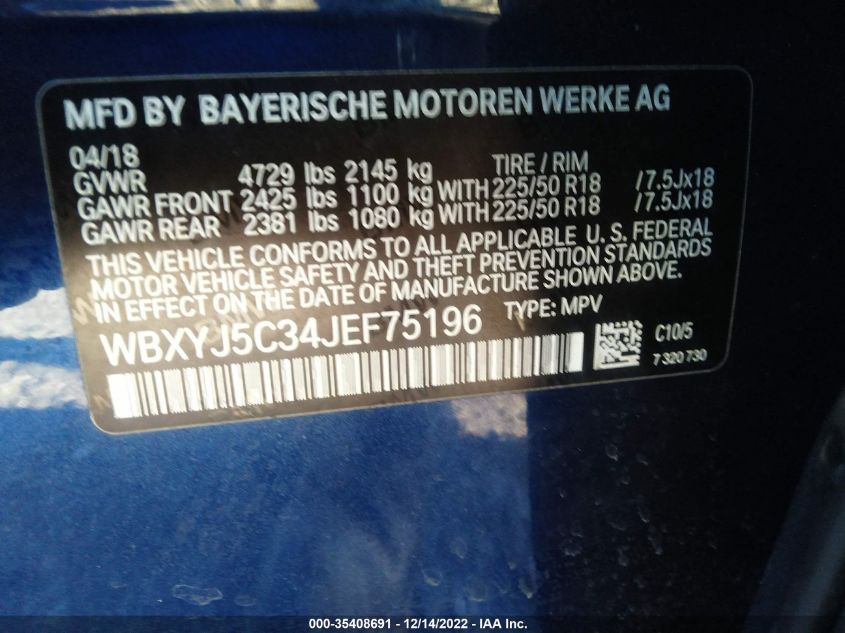 MFD BY BAYERISCHE MOTOREN WERKE AG
04/18
GVWR 4729 lbs 2145 kg TIRE / RIM
GAWR FRONT 2425 lbs 1100 kg WITH 225/50 R18 /7.5Jx18
GAWR REAR 2381 lbs 1080 kg WITH 225/50 R18 /7.5Jx18
THIS VEHICLE CONFORMS TO ALL APPLICABLE U. S. FEDERAL
MOTOR VEHICLE SAFETY AND THEFT PREVENTION STANDARDS
IN EFFECT ON THE DATE OF MANUFACTURE SHOWN ABOVE.
WBXYJ5C34JEF75196 TYPE: MPV
C10/5
7 320 730
000-35408691 - 12/14/2022 - IAA Inc.